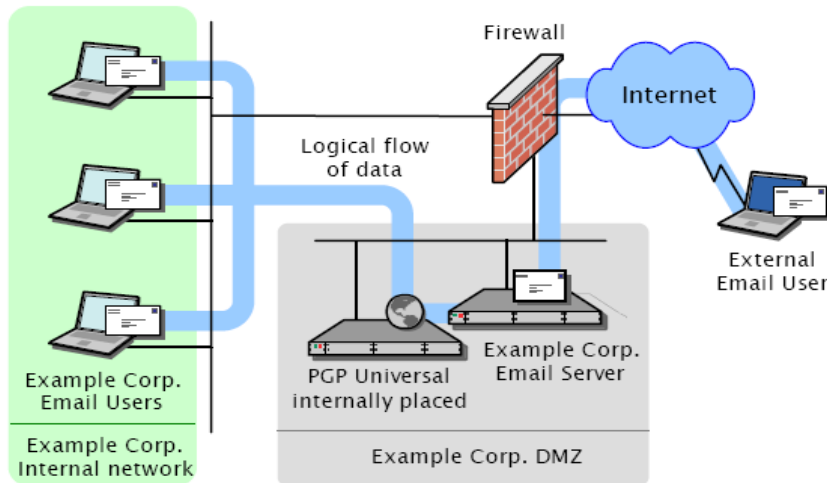 Firewall
Internet
Logical flow
of data
External
Email User
Example Corp.
Email Users
PGP Universal
internally placed
Example Corp.
Email Server
Example Corp.
Internal network
Example Corp. DMZ